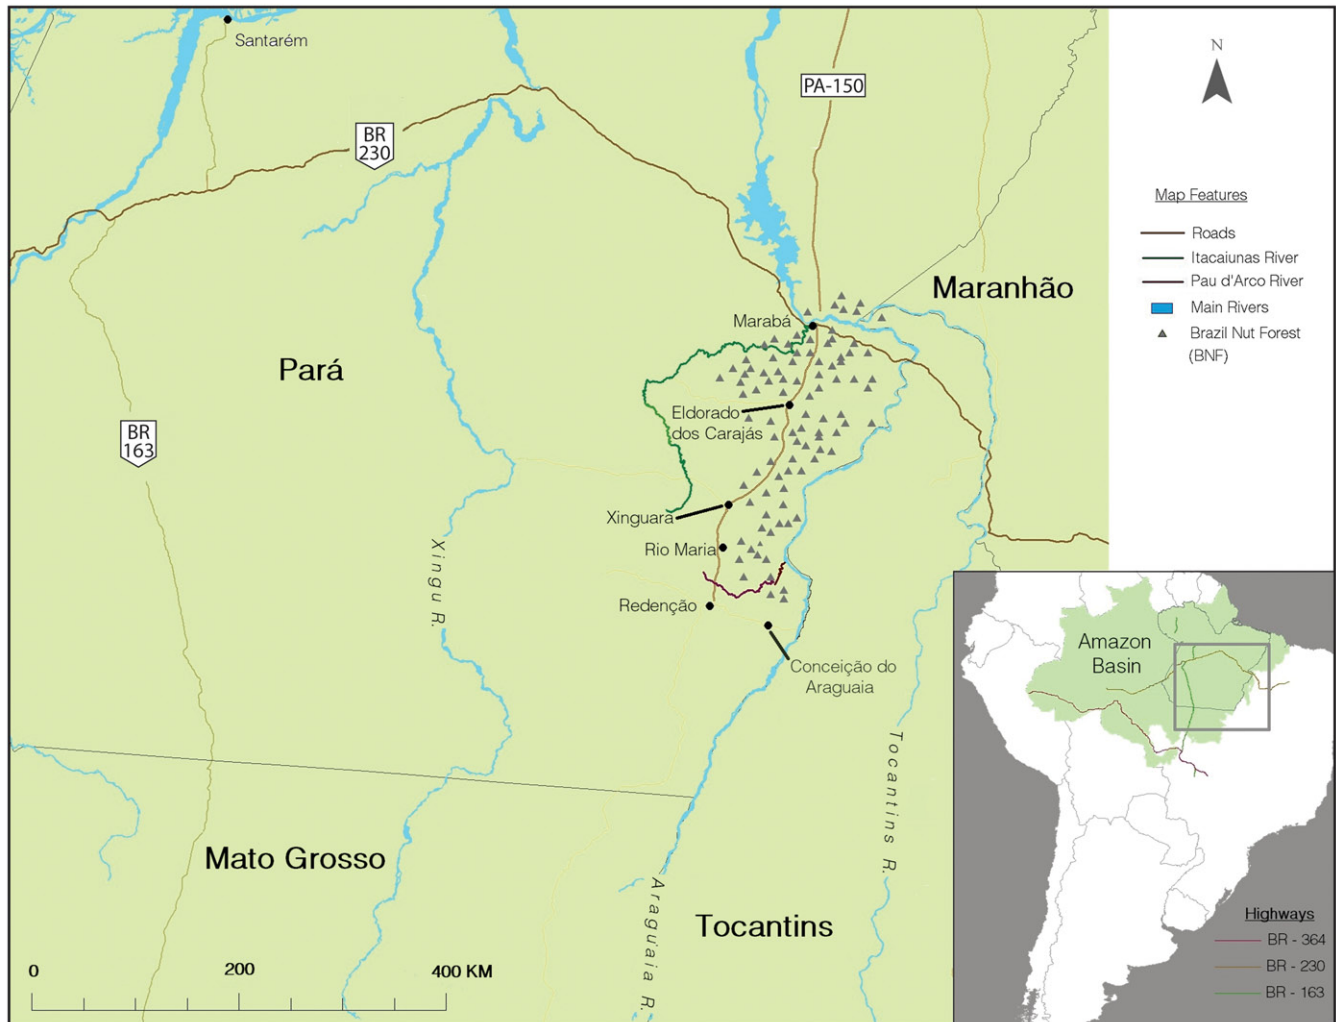 Santarém
PA-150
N
BR
230
Map Features
Roads
Itacaiunas River
Pau d'Arco River
Main Rivers
Brazil Nut Forest
(BNF)
Maranhão
Marabá
Pará
Eldorado
dos Carajás
BR
163
Xinguara
Rio Maria
Xingu R.
Redenção
Conceição do
Araguaia
Amazon
Basin
Tocantins R.
Mato Grosso
Araguaia R.
Tocantins
Highways
BR - 364
BR - 230
BR - 163
0 200 400 KM